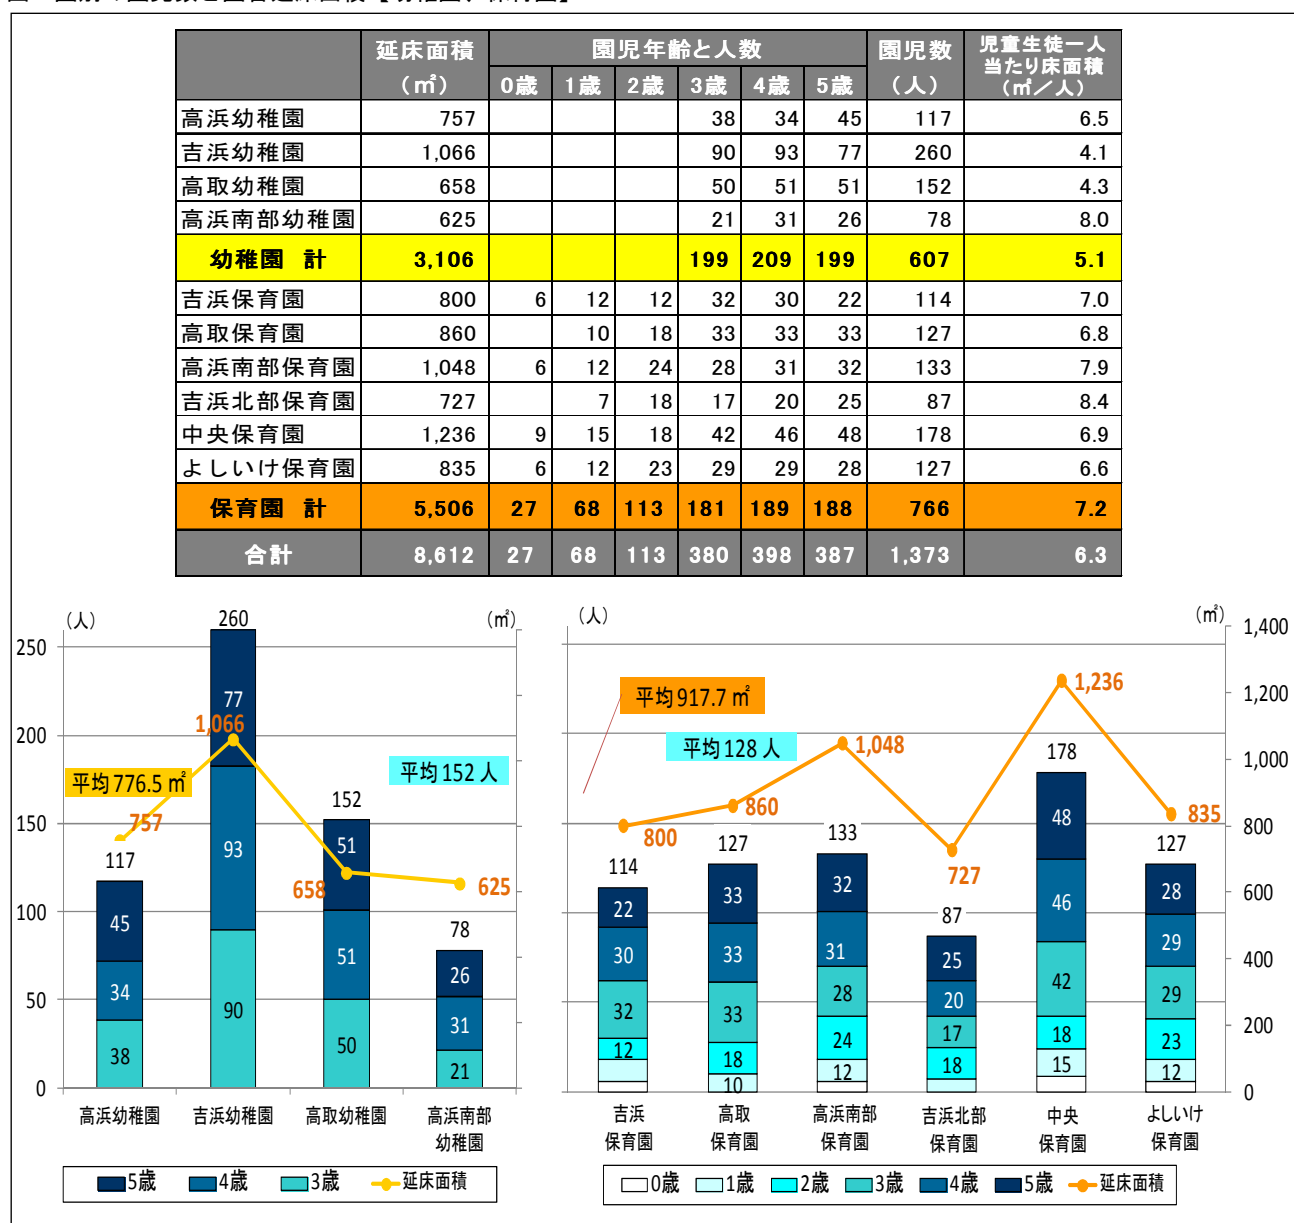 延床面積 園児年齢と人数 園児数 児童生徒一人
当たり床面積
(㎡) 0歳 1歳 2歳 3歳 4歳 5歳 (人) (㎡/人)
高浜幼稚園 757 38 34 45 117 6.5
吉浜幼稚園 1,066 90 93 77 260 4.1
高取幼稚園 658 50 51 51 152 4.3
高浜南部幼稚園 625 21 31 26 78 8.0
幼稚園 計 3,106 199 209 199 607 5.1
吉浜保育園 800 6 12 12 32 30 22 114 7.0
高取保育園 860 10 18 33 33 33 127 6.8
高浜南部保育園 1,048 6 12 24 28 31 32 133 7.9
吉浜北部保育園 727 7 18 17 20 25 87 8.4
中央保育園 1,236 9 15 18 42 46 48 178 6.9
よしいけ保育園 835 6 12 23 29 29 28 127 6.6
保育園 計 5,506 27 68 113 181 189 188 766 7.2
合計 8,612 27 68 113 380 398 387 1,373 6.3
(人) (㎡)
250
200
150
100
50
0
平均776.5㎡
平均152人
757
1,066
658
625
117
45
34
38
260
77
93
90
152
51
51
50
78
26
31
21
高浜幼稚園 吉浜幼稚園 高取幼稚園 高浜南部
幼稚園
5歳 4歳 3歳 延床面積
(人) (㎡)
1,400
1,200
1,000
800
600
400
200
0
平均917.7㎡
平均128人
800
860
1,048
727
1,236
835
114
22
30
32
12
127
33
33
33
18
10
133
32
31
28
24
12
87
25
20
17
18
178
48
46
42
18
15
127
28
29
29
23
12
吉浜 高取 高浜南部 吉浜北部 中央 よしいけ
保育園 保育園 保育園 保育園 保育園 保育園
0歳 1歳 2歳 3歳 4歳 5歳 延床面積